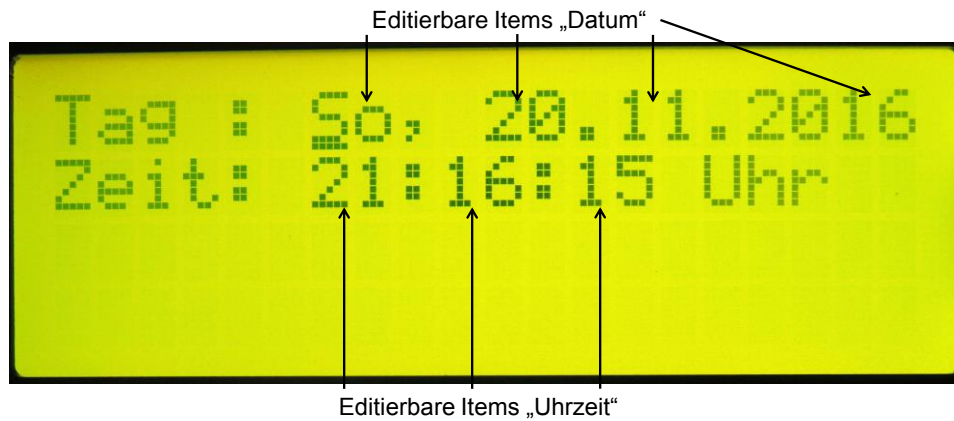 Editierbare Items „Datum“
Tag : So, 20.11.2016
Zeit: 21:16:15 Uhr
Editierbare Items „Uhrzeit“